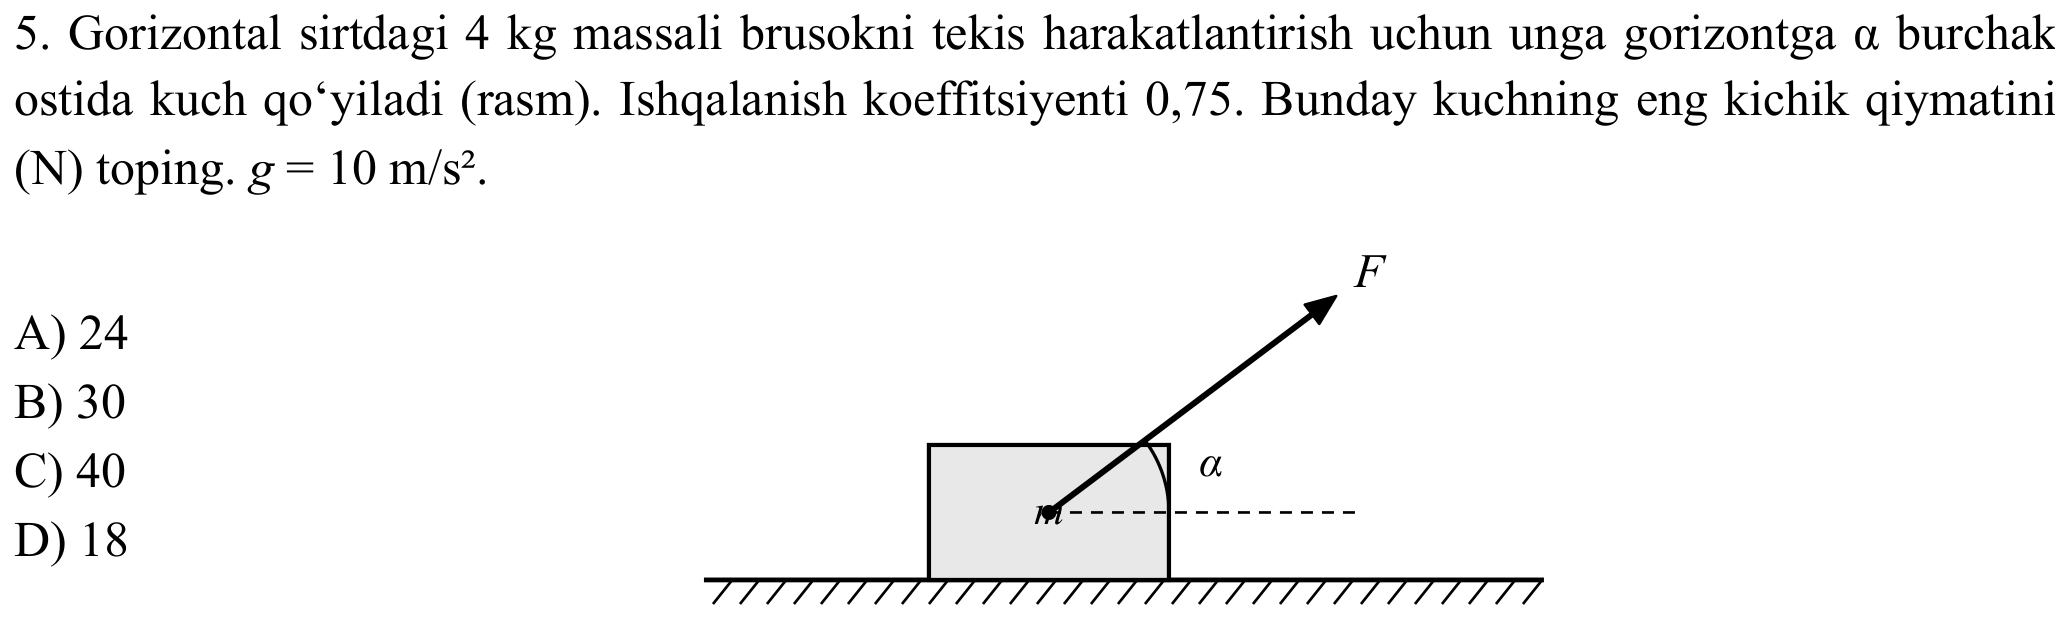 5. Gorizontal sirtdagi 4 kg massali brusokni tekis harakatlantirish uchun unga gorizontga α burchak
ostida kuch qo‘yiladi (rasm). Ishqalanish koeffitsiyenti 0,75. Bunday kuchning eng kichik qiymatini
(N) toping. g = 10 m/s².
F
A) 24
B) 30
C) 40
D) 18
α
m